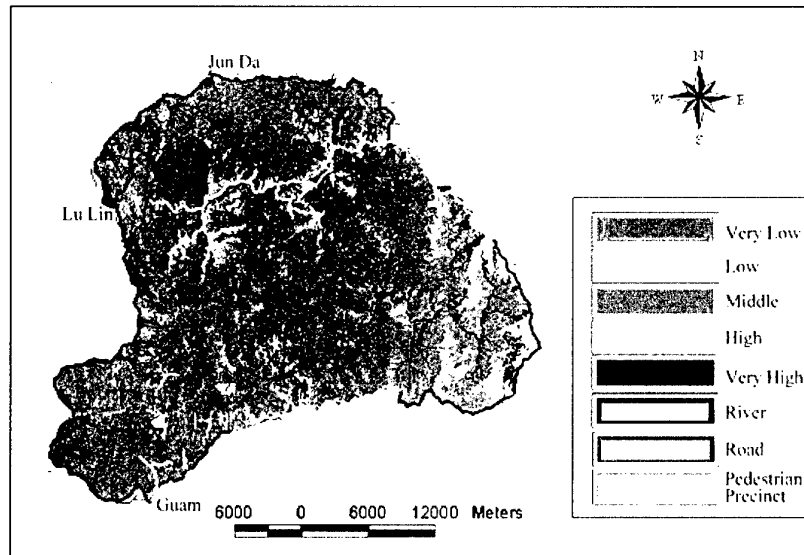 Jun Da
N
W
E
S
Lu Lin
Very Low
Low
Middle
High
Very High
River
Road
Pedestrian
Precinct
Guam
6000 0 6000 12000 Meters